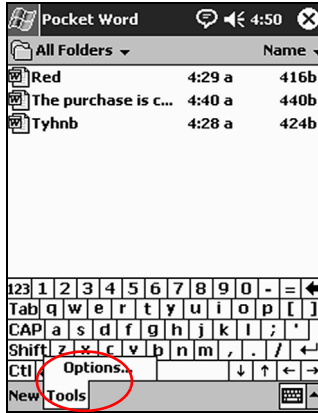 Pocket Word 4:50
All Folders Name
Red 4:29 a 416b
The purchase is c... 4:40 a 440b
Tyhnb 4:28 a 424b
123 1 2 3 4 5 6 7 8 9 0 - =
Tab q w e r t y u i o p [ ]
CAP a s d f g h j k l ; '
Shift z x c v b n m , . /
Ctl Options...
New Tools